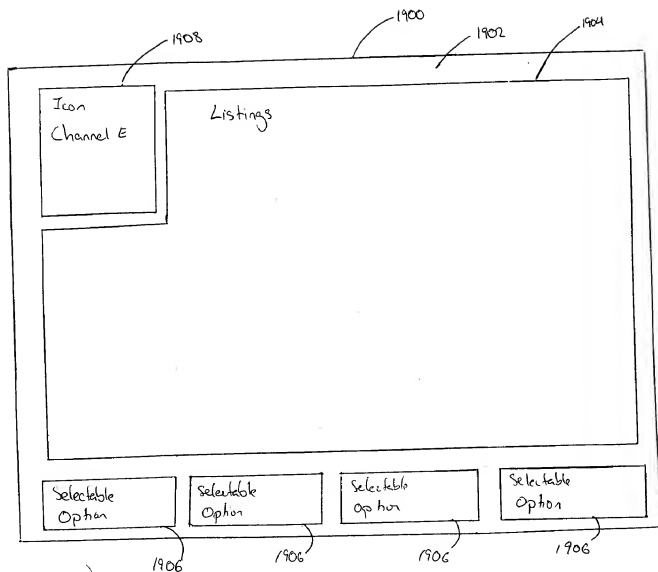 1900
1908
1902
1904
Icon
Channel E
Listings
Selectable
Option
Selectable
Option
Selectable
Option
Selectable
Option
1906
1906
1906
1906